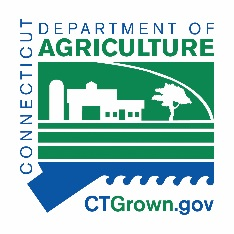 CONNECTICUT
DEPARTMENT OF
AGRICULTURE
CTGrown.gov